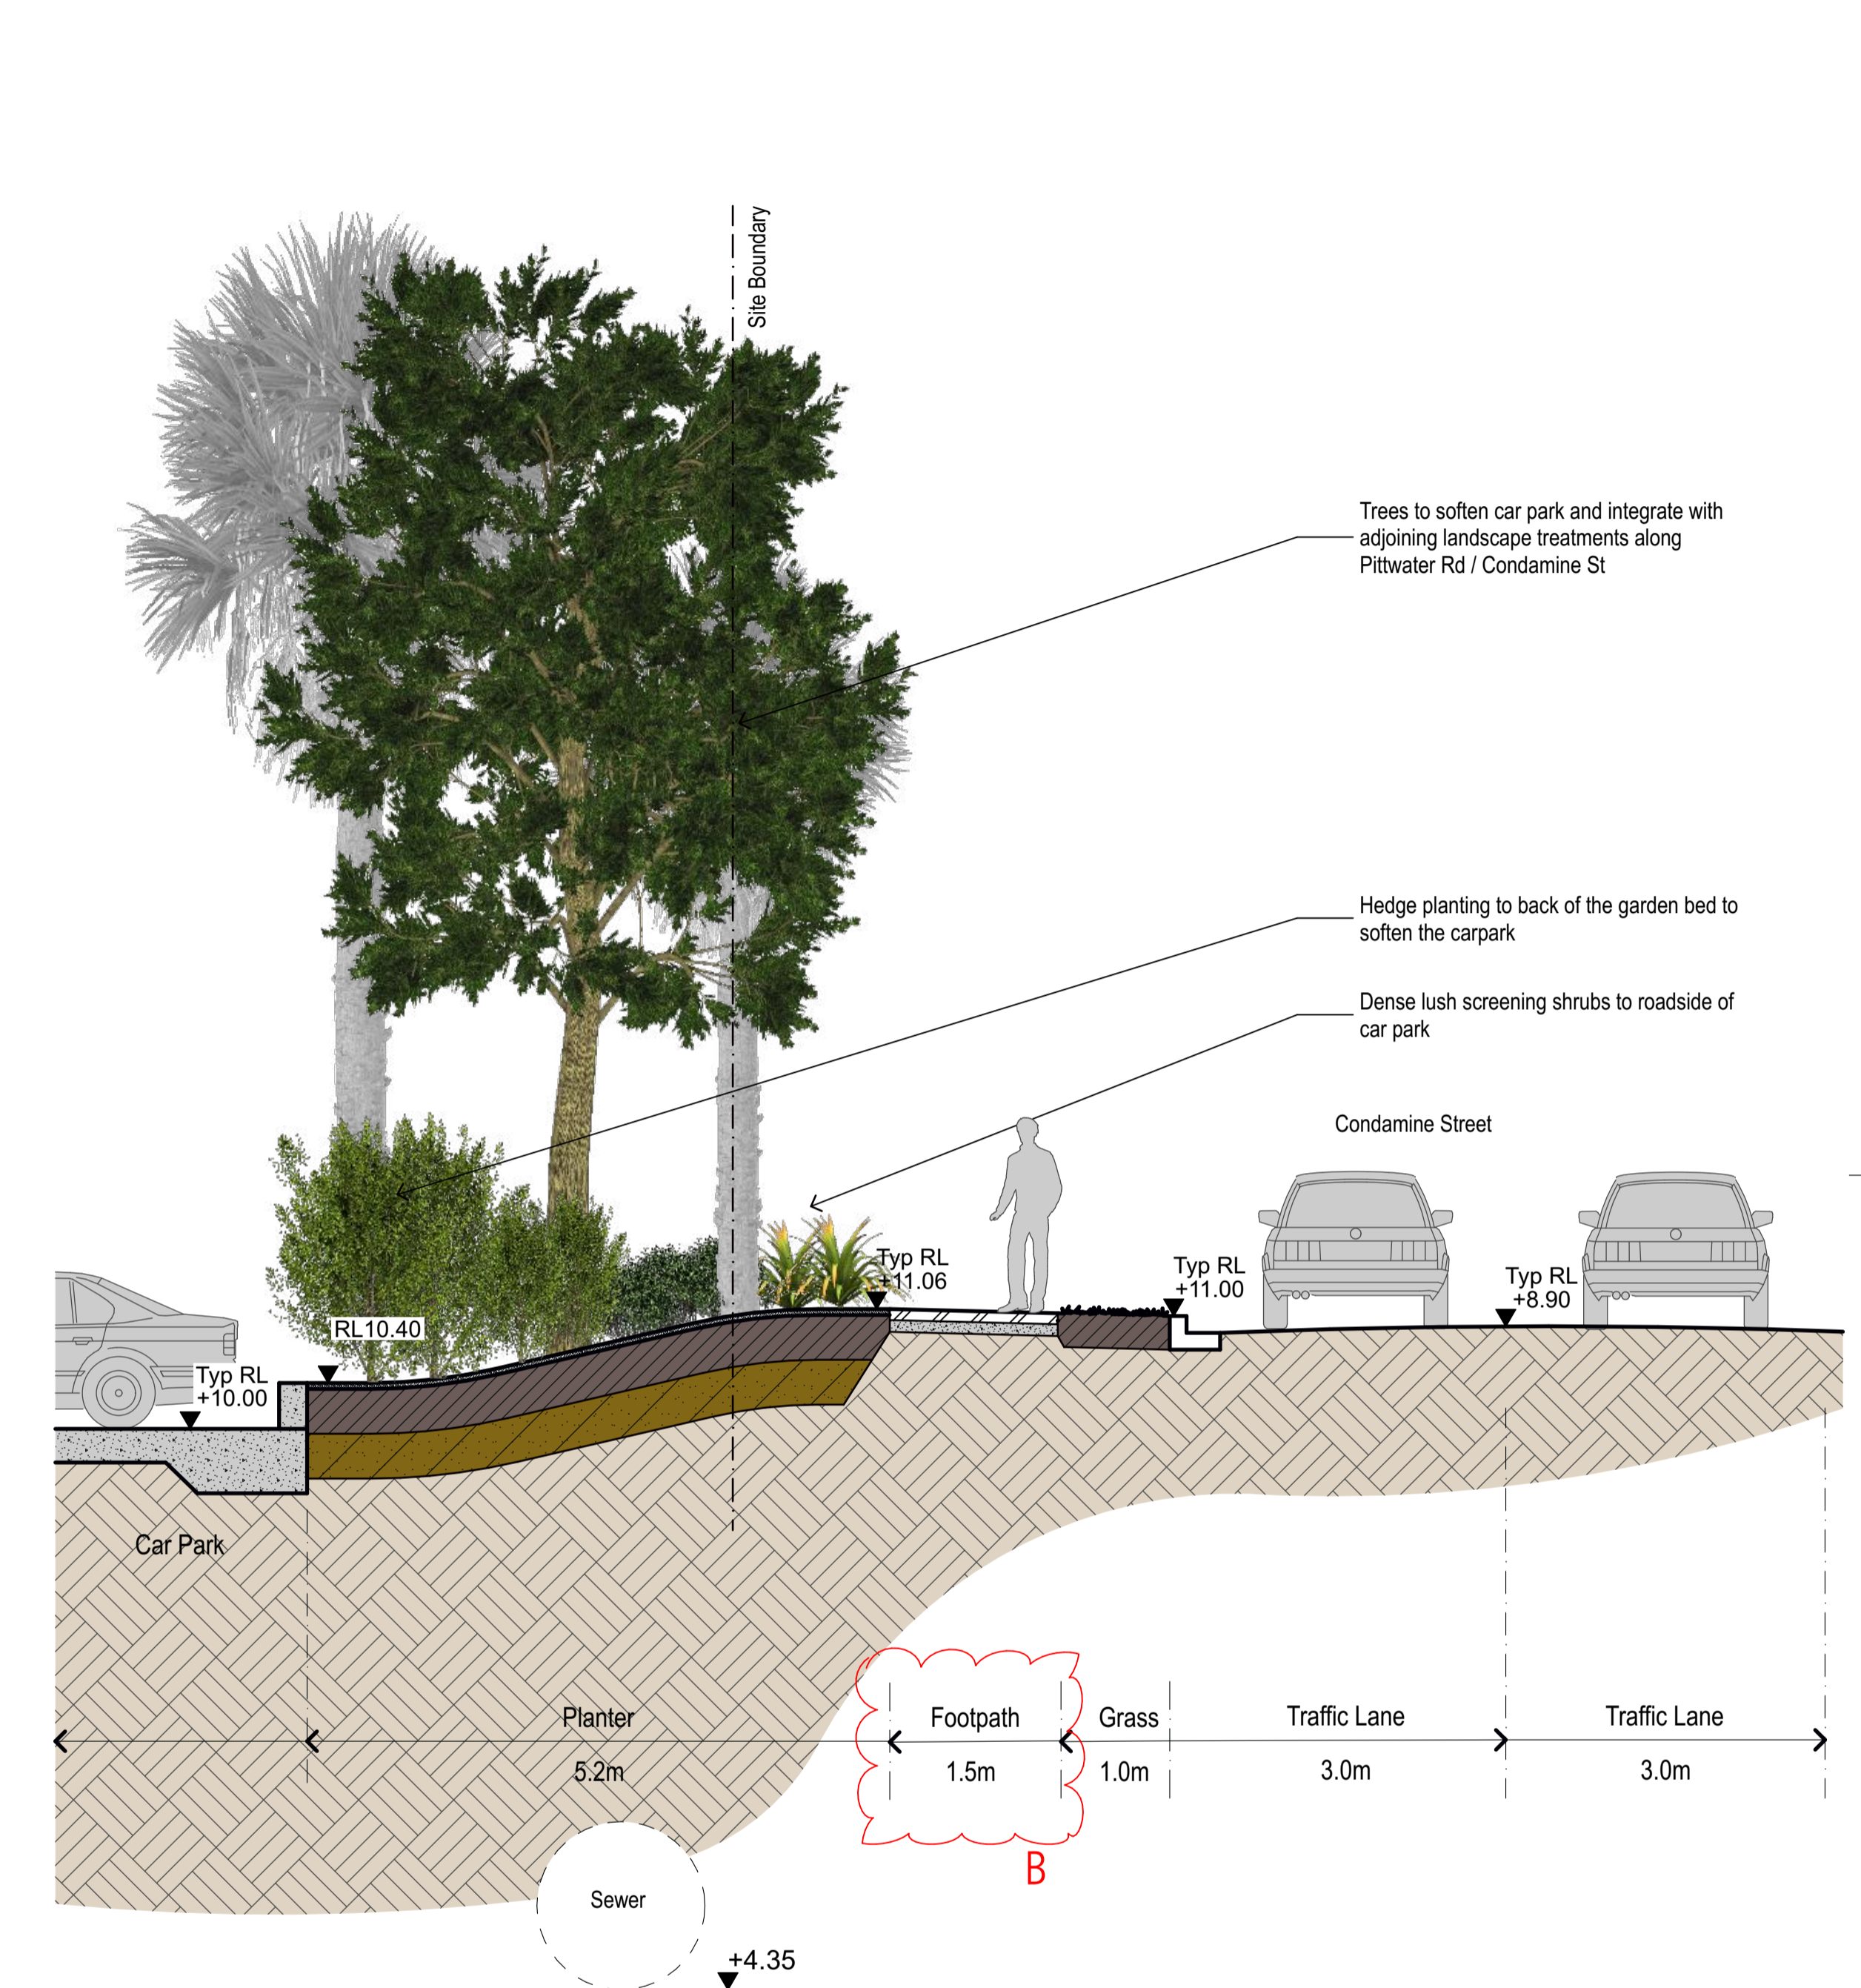 Site Boundary
Trees to soften car park and integrate with
adjoining landscape treatments along
Pittwater Rd / Condamine St
Hedge planting to back of the garden bed to
soften the carpark
Dense lush screening shrubs to roadside of
car park
Condamine Street
Typ RL
+11.06
Typ RL
+11.00
Typ RL
+8.90
RL10.40
Typ RL
+10.00
Car Park
Planter
5.2m
Footpath
1.5m
Grass
1.0m
Traffic Lane
3.0m
Traffic Lane
3.0m
B
Sewer
+4.35